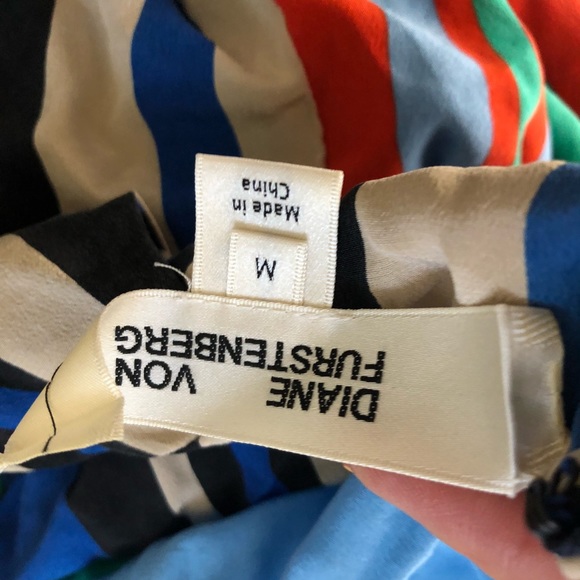 DIANE VON
FURSTENBERG
M
Made in
China